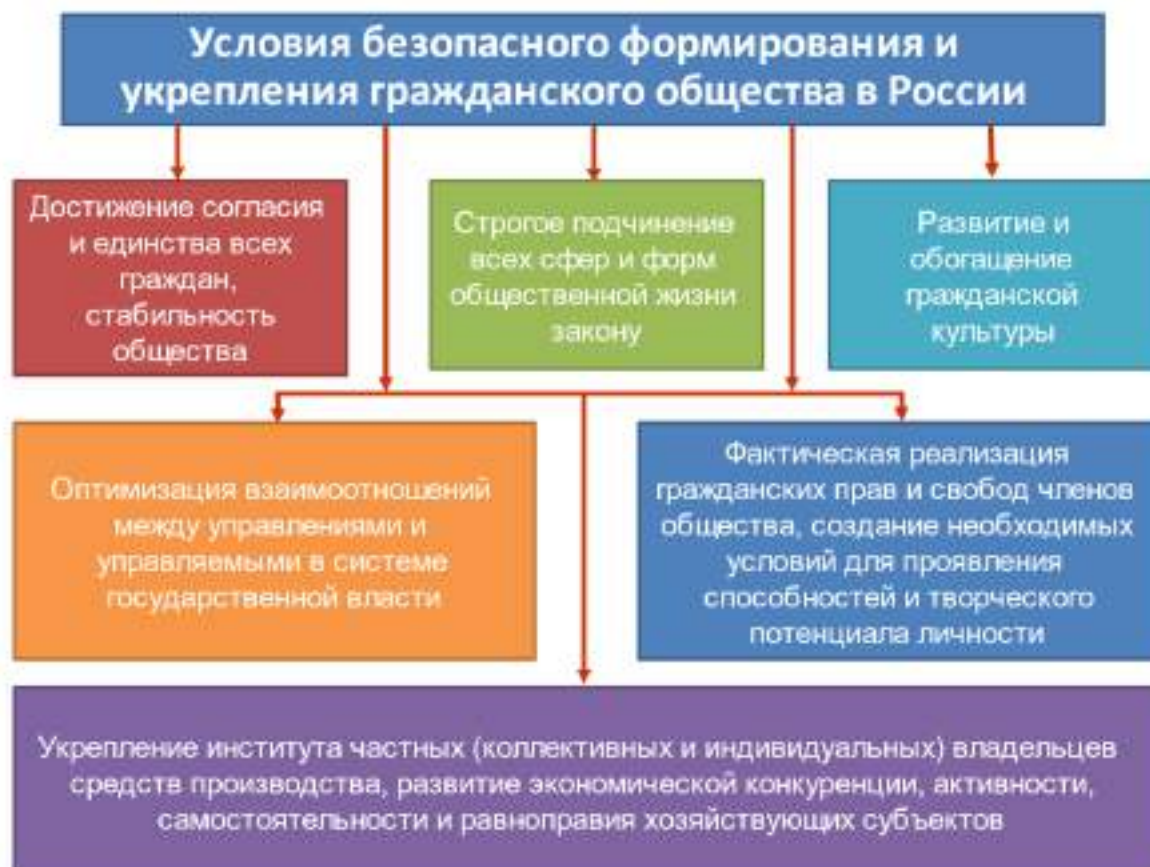 Условия безопасного формирования и
укрепления гражданского общества в России
Достижение согласия
и единства всех
граждан,
стабильность
общества
Строгое подчинение
всех сфер и форм
общественной жизни
закону
Развитие и
обогащение
гражданской
культуры
Оптимизация взаимоотношений
между управлениями и
управляемыми в системе
государственной власти
Фактическая реализация
гражданских прав и свобод членов
общества, создание необходимых
условий для проявления
способностей и творческого
потенциала личности
Укрепление института частных (коллективных и индивидуальных) владельцев
средств производства, развитие экономической конкуренции, активности,
самостоятельности и равноправия хозяйствующих субъектов